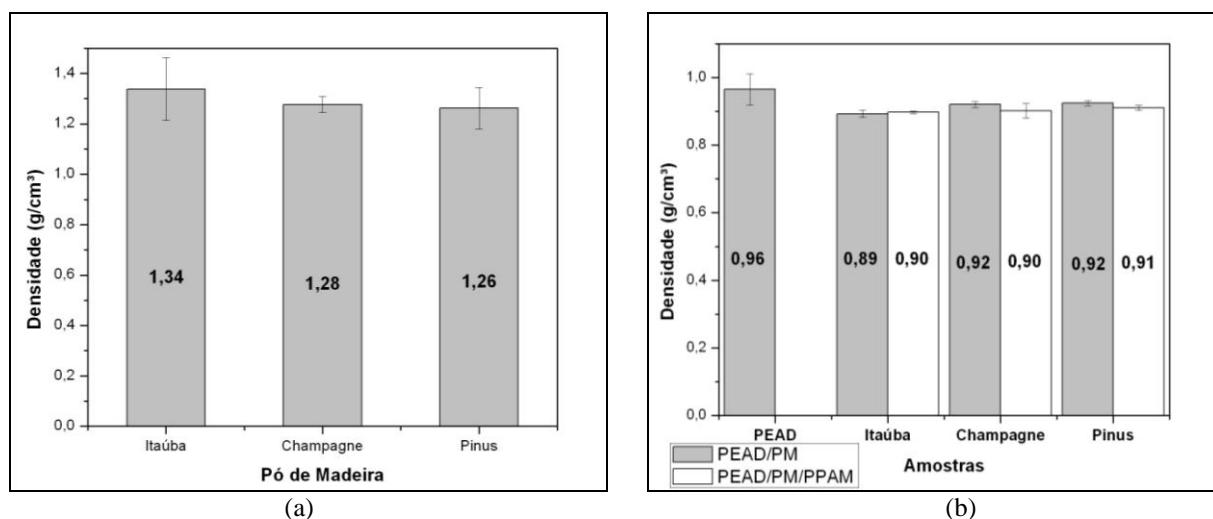 1,4
1,2
1,0
0,8
0,6
0,4
0,2
0,0
Densidade (g/cm³)
1,34
1,28
1,26
Itaúba
Champagne
Pinus
Pó de Madeira
(a)
1,0
0,8
0,6
0,4
0,2
0,0
Densidade (g/cm³)
0,96
0,89
0,90
0,92
0,90
0,92
0,91
PEAD
Itaúba
Champagne
Pinus
PEAD/PM
PEAD/PM/PPAM
Amostras
(b)